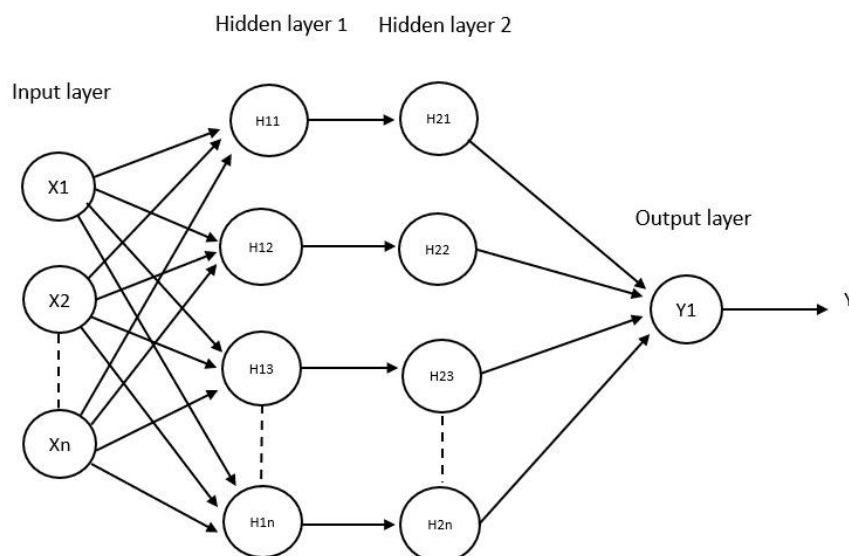 Hidden layer 1
Hidden layer 2
Input layer
H11
H21
X1
Output layer
H12
H22
X2
Y1
Y
H13
H23
Xn
H1n
H2n